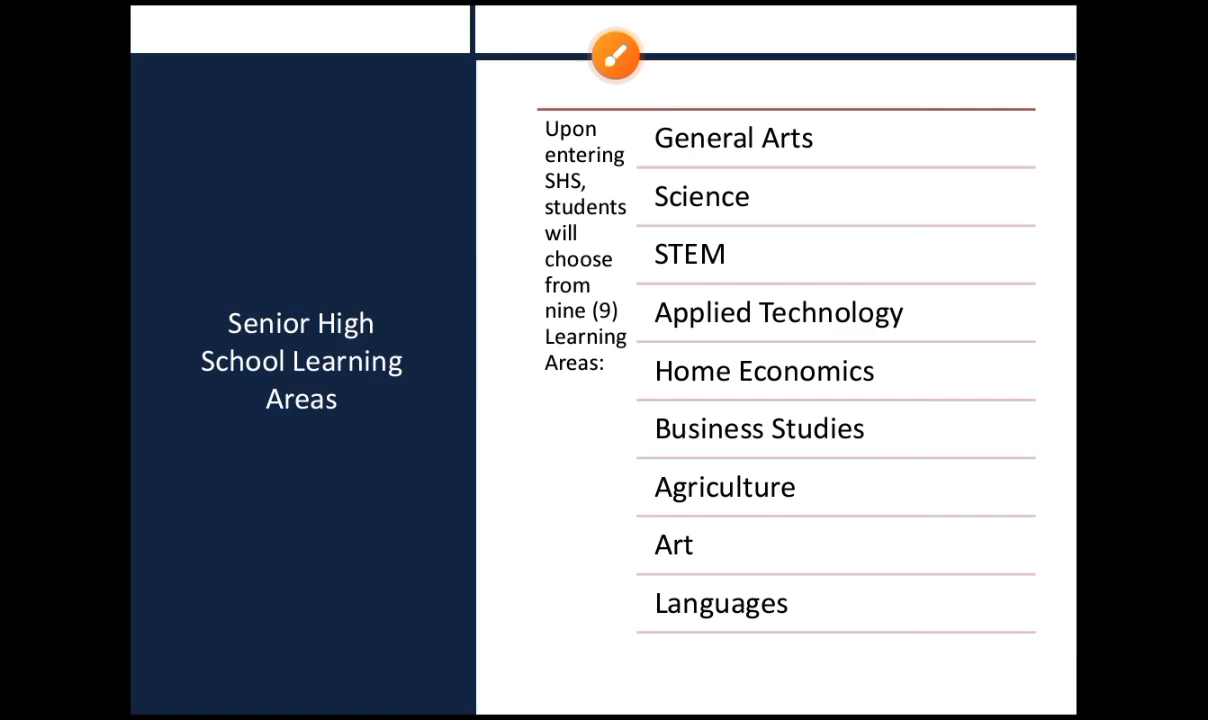 Senior High
School Learning
Areas
Upon
entering
SHS,
students
will
choose
from
nine (9)
Learning
Areas:
General Arts
Science
STEM
Applied Technology
Home Economics
Business Studies
Agriculture
Art
Languages